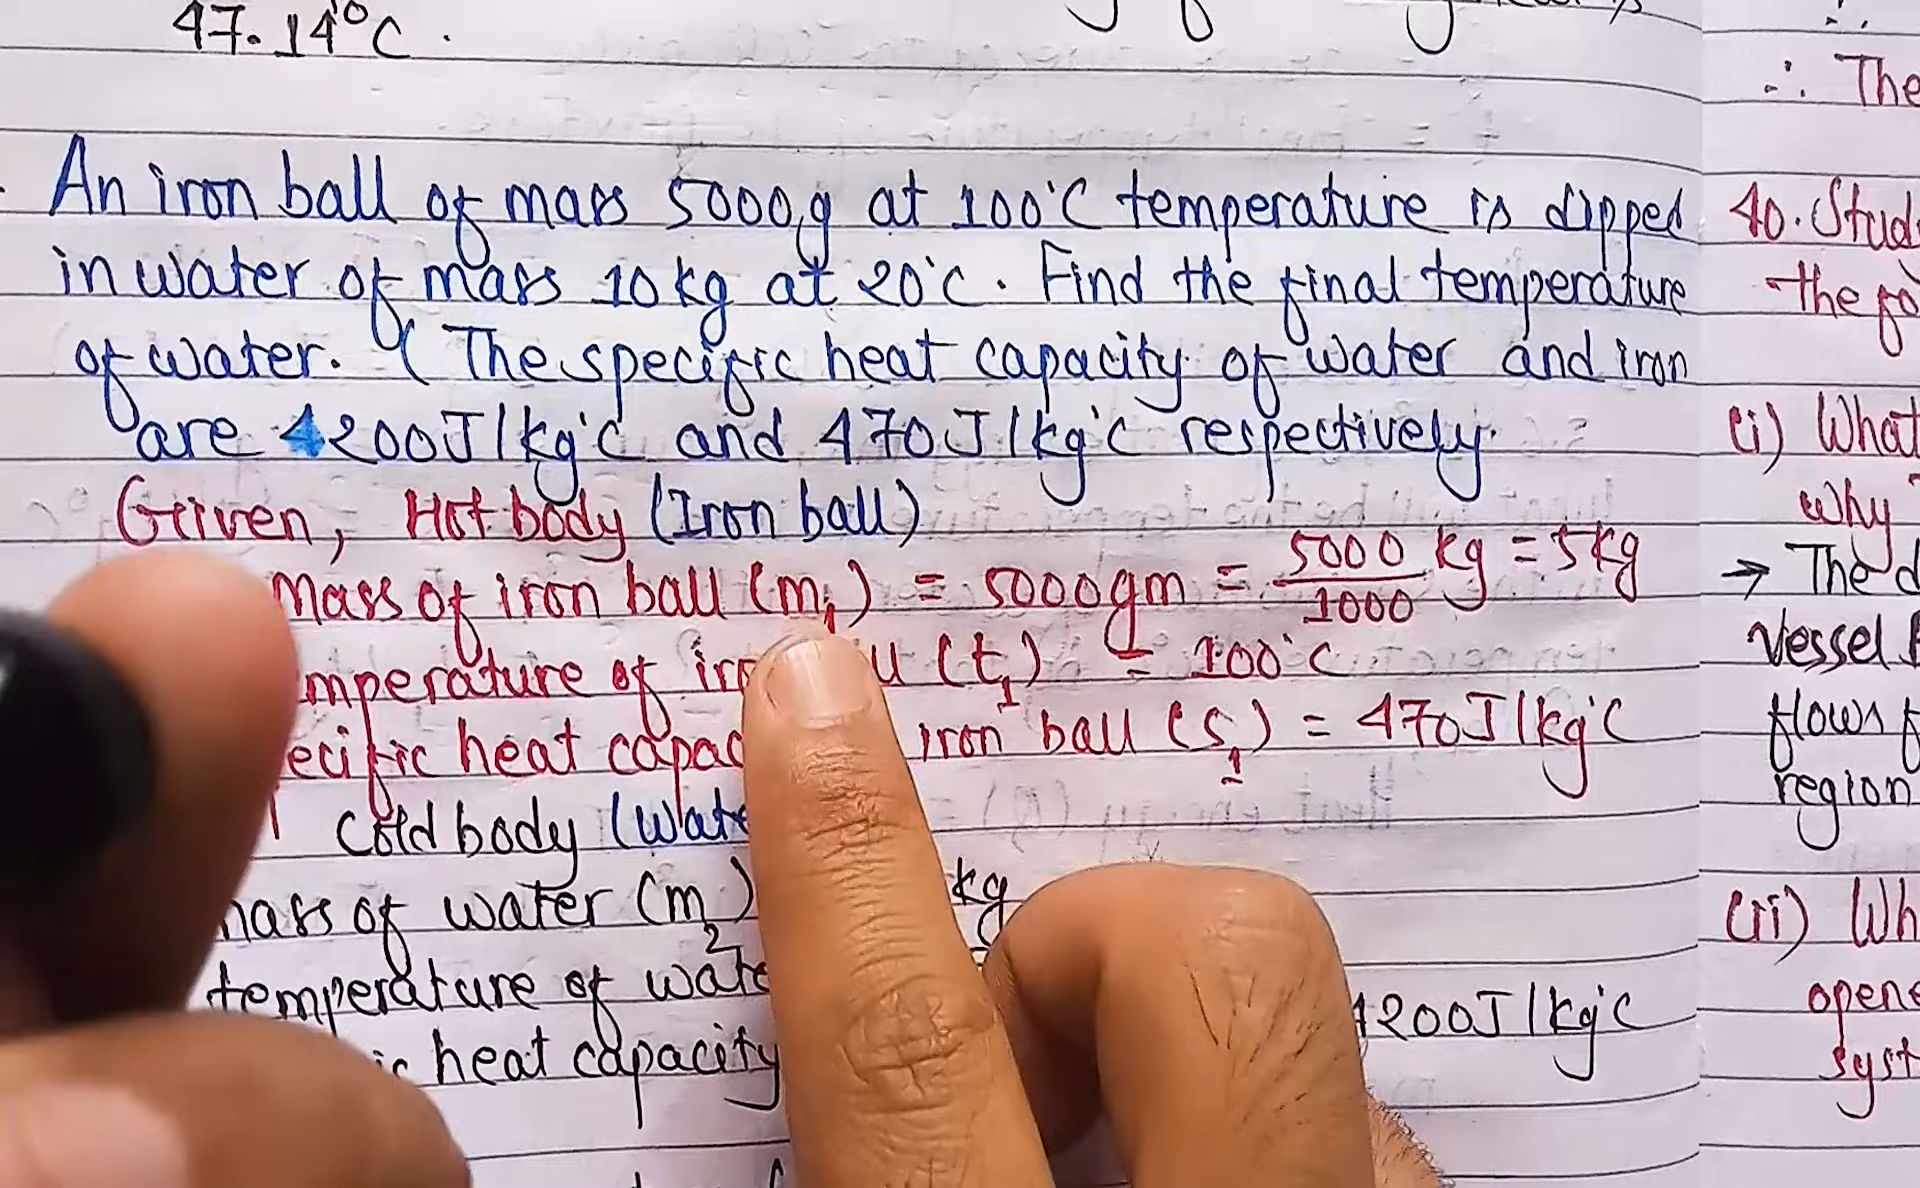 47.14°C.
An iron ball of mass 5000g at 100°C temperature is dipped
in water of mass 10kg at 20°C. Find the final temperature
of water. (The specific heat capacity of water and iron
are 4200J/kg°C and 470J/kg°C respectively.
Given, Hot body (Iron ball)
Mass of iron ball (m₁) = 5000gm = 5000/1000 kg = 5kg
mperature of (t₁) = 100°C
ecific heat capac iron ball (s₁) = 470J/kg°C
Cold body (Wate
mass of water (m₂) kg
temperature of wate
heat capacity 4200J/kg°C
∴ The
40. Stud
the fo
(i) What
why
→ The d
Vessel
flows f
region
(ii) Wh
opene
syst